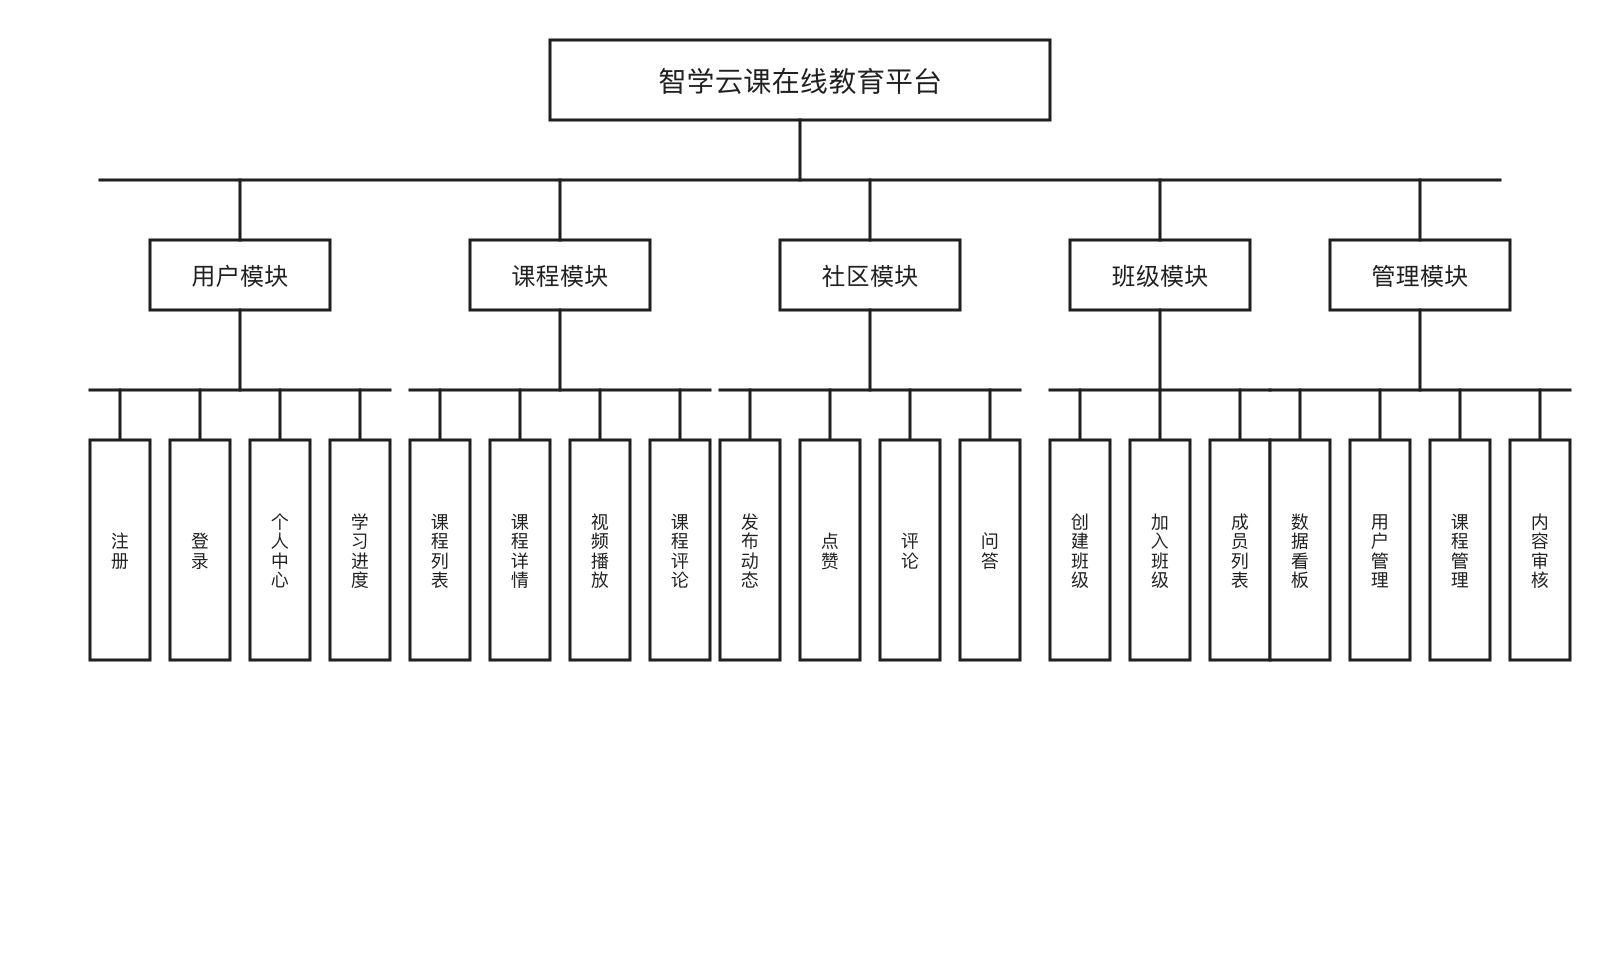 智学云课在线教育平台
用户模块
课程模块
社区模块
班级模块
管理模块
注册
登录
个人中心
学习进度
课程列表
课程详情
视频播放
课程评论
发布动态
点赞
评论
问答
创建班级
加入班级
成员列表
数据看板
用户管理
课程管理
内容审核